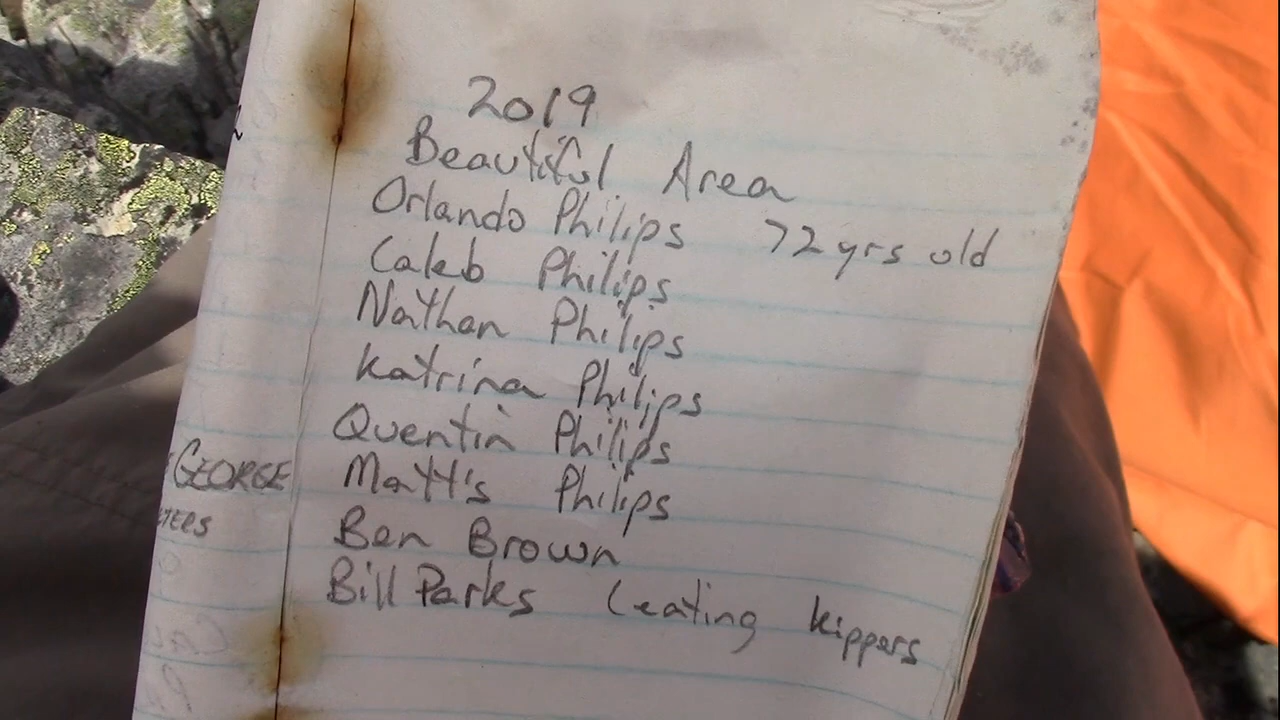 2019
Beautiful Area
Orlando Philips 72 yrs old
Caleb Philips
Nathan Philips
Katrina Philips
Quentin Philips
Matt's Philips
Ben Brown
Bill Parks (eating kippers
GEORGE